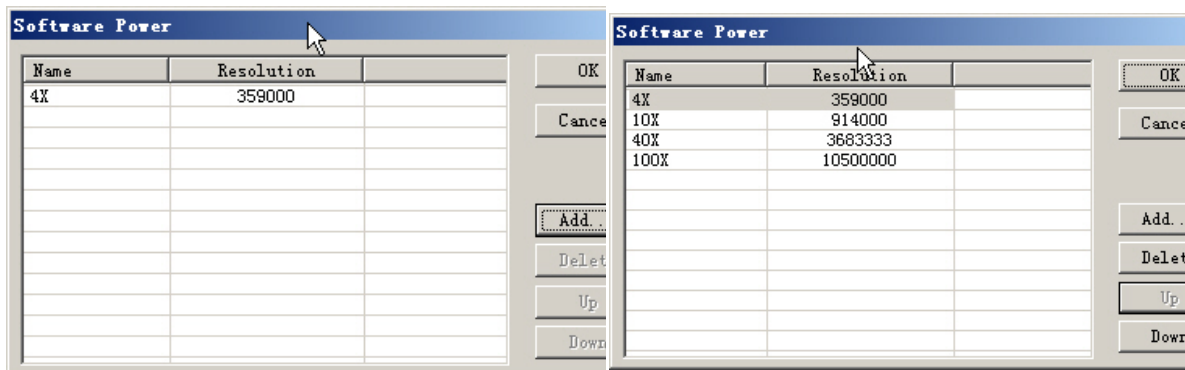 Software Power
Name Resolution
4X 359000
OK
Cance
Add..
Delet
Up
Down
Software Power
Name Resolution
4X 359000
10X 914000
40X 3683333
100X 10500000
OK
Cance
Add..
Delet
Up
Down